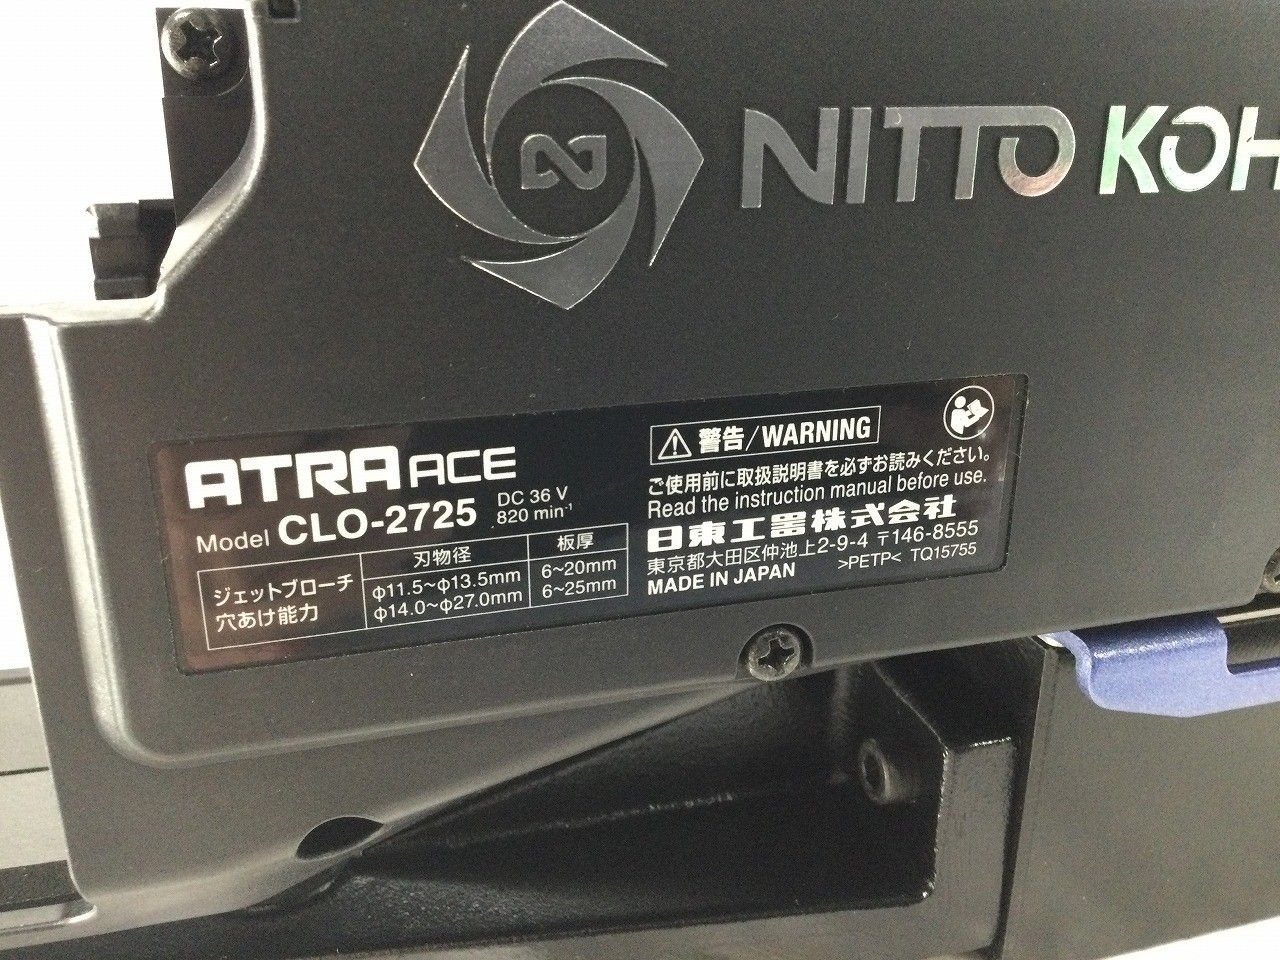 NITTO KOH
ATRA ACE
Model CLO-2725 DC 36 V
820 min⁻¹
ジェットブローチ
穴あけ能力
刃物径 板厚
φ11.5~φ13.5mm 6~20mm
φ14.0~φ27.0mm 6~25mm
⚠ 警告/WARNING
ご使用前に取扱説明書を必ずお読みください。
Read the instruction manual before use.
日東工器株式会社
東京都大田区仲池上2-9-4 〒146-8555
MADE IN JAPAN >PETP< TQ15755